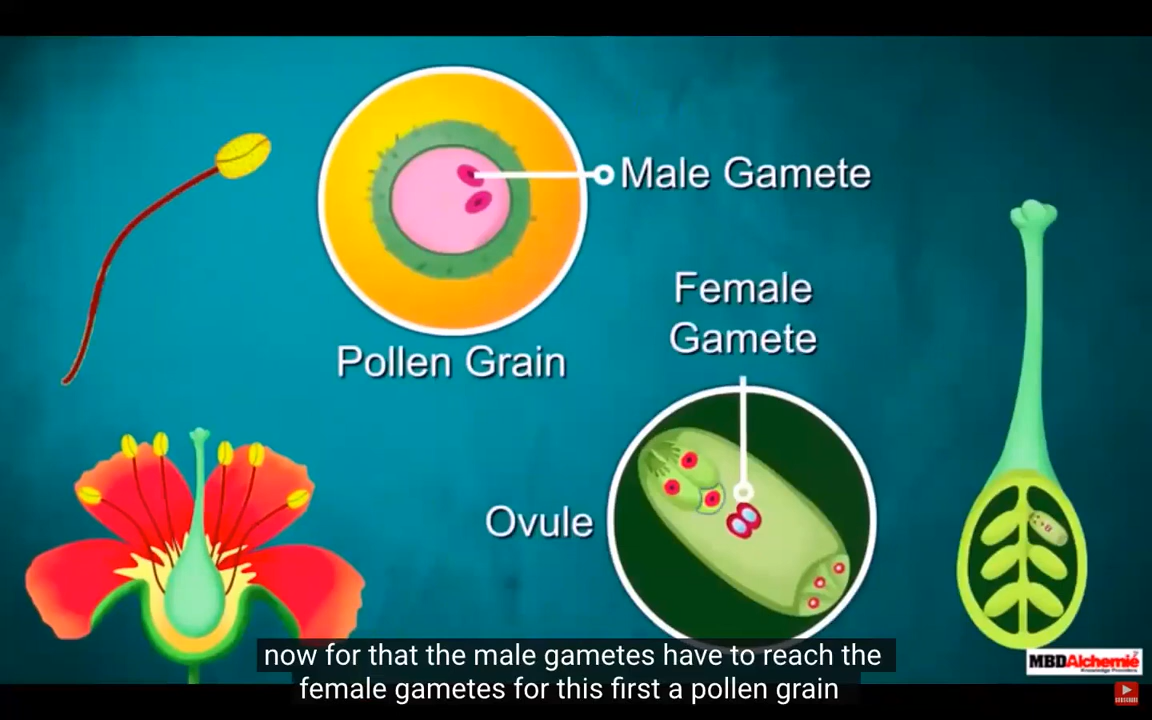 Male Gamete
Pollen Grain
Female
Gamete
Ovule
now for that the male gametes have to reach the
female gametes for this first a pollen grain
MBDAlchemie